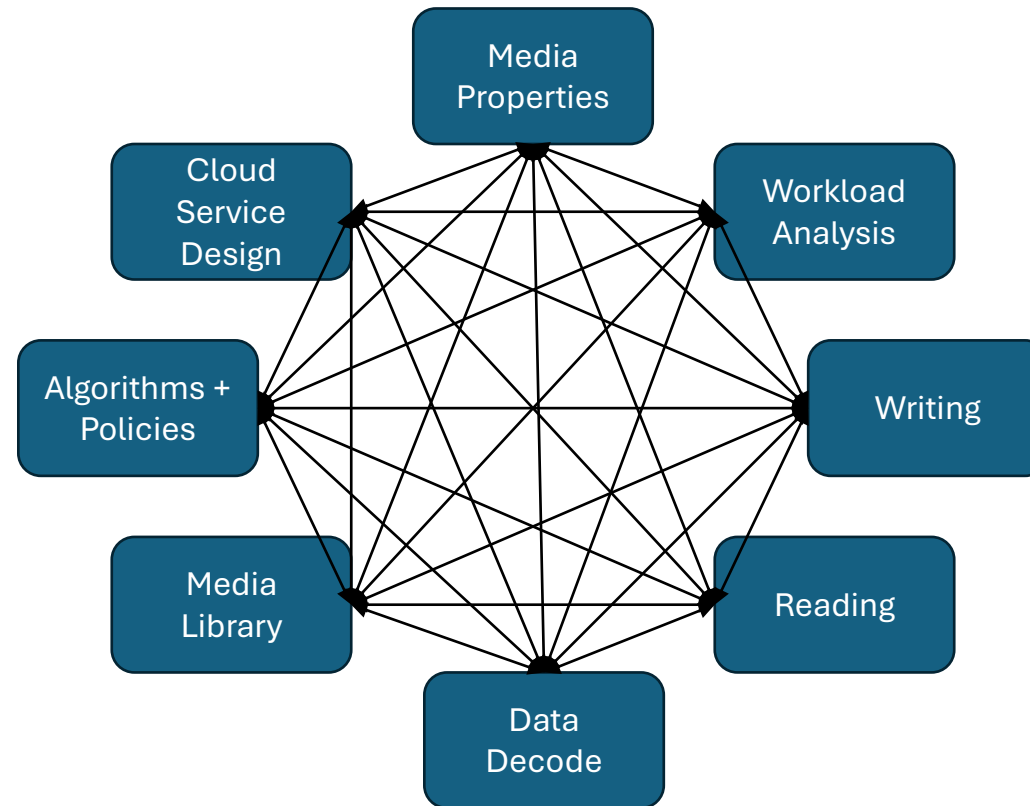 Media
Properties
Cloud
Service
Design
Workload
Analysis
Algorithms +
Policies
Writing
Media
Library
Reading
Data
Decode